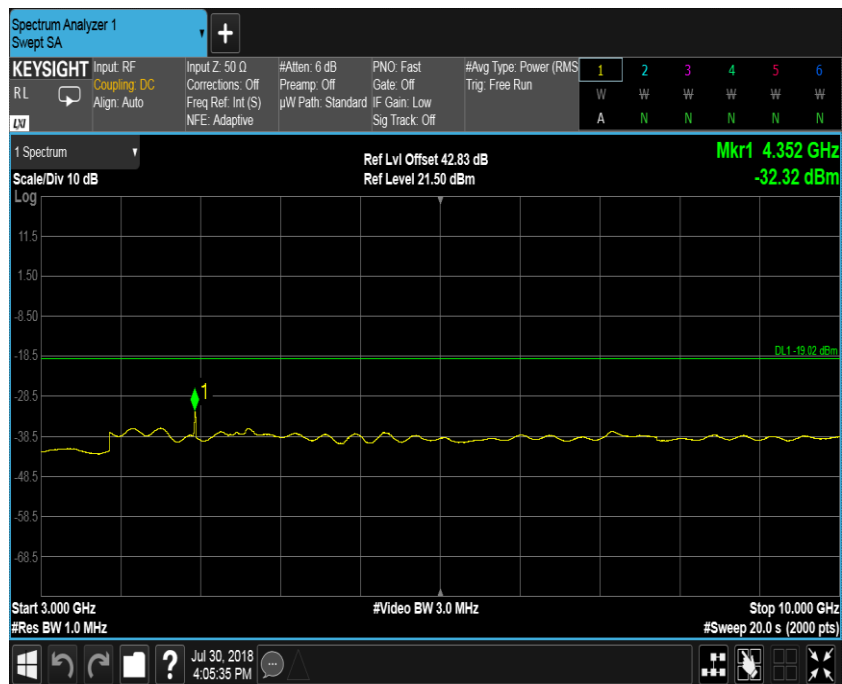 Spectrum Analyzer 1
Swept SA
+
KEYSIGHT Input: RF
RL
Coupling: DC
Align: Auto
LXI
Input Z: 50 Ω
Corrections: Off
Freq Ref: Int (S)
NFE: Adaptive
#Atten: 6 dB
Preamp: Off
µW Path: Standard
PNO: Fast
Gate: Off
IF Gain: Low
Sig Track: Off
#Avg Type: Power (RMS
Trig: Free Run
1 2 3 4 5 6
W W W W W W
A N N N N N
1 Spectrum
Scale/Div 10 dB
Ref Lvl Offset 42.83 dB
Ref Level 21.50 dBm
Mkr1 4.352 GHz
-32.32 dBm
Log
11.5
1.50
-8.50
-18.5
DL1 -19.02 dBm
-28.5
1
-38.5
-48.5
-58.5
-68.5
Start 3.000 GHz
#Res BW 1.0 MHz
#Video BW 3.0 MHz
Stop 10.000 GHz
#Sweep 20.0 s (2000 pts)
?
Jul 30, 2018
4:05:35 PM